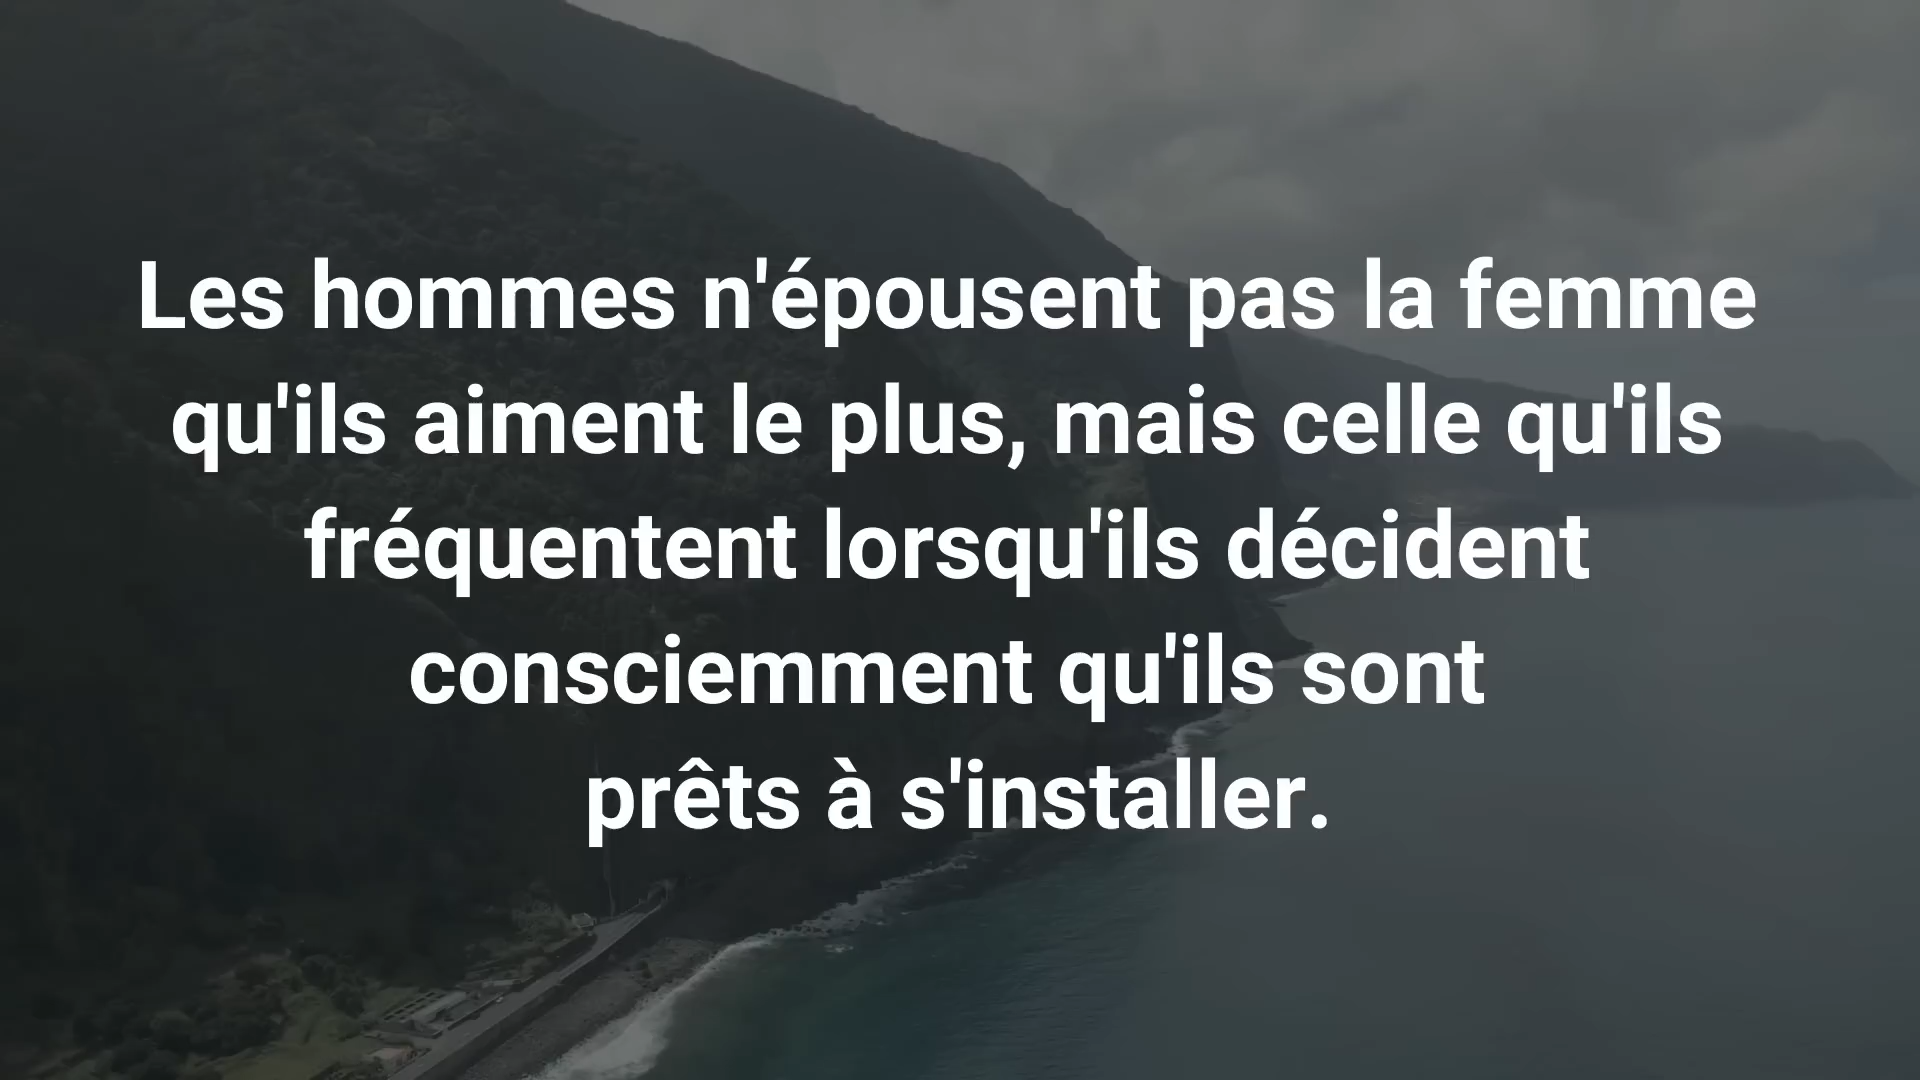 Les hommes n'épousent pas la femme
qu'ils aiment le plus, mais celle qu'ils
fréquentent lorsqu'ils décident
consciemment qu'ils sont
prêts à s'installer.